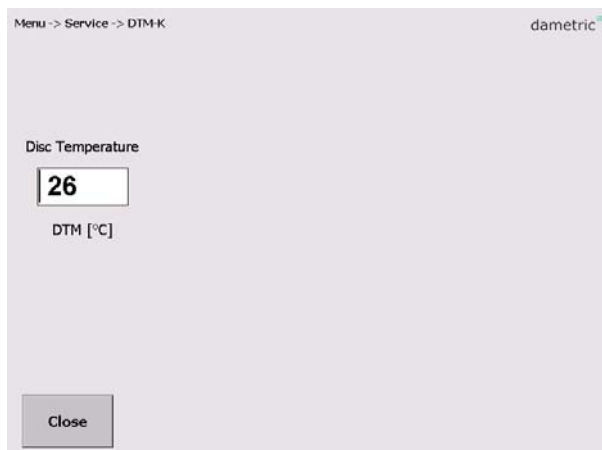 Menu -> Service -> DTM-K
dametric
Disc Temperature
26
DTM [°C]
Close